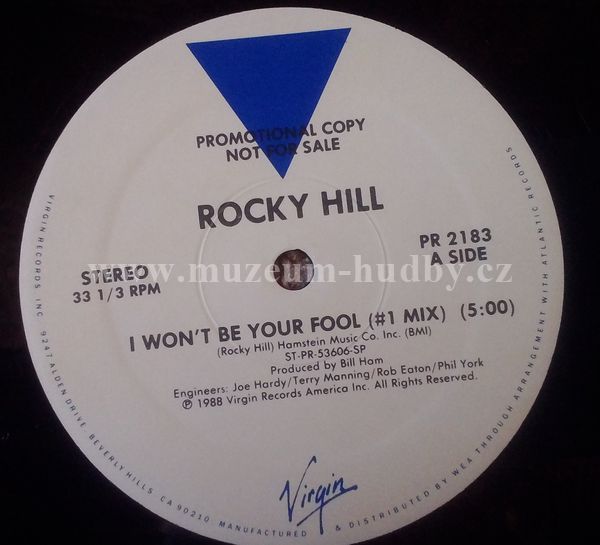 PROMOTIONAL COPY
NOT FOR SALE
ROCKY HILL
STEREO
33 1/3 RPM
PR 2183
A SIDE
www.muzeum-hudby.cz
I WON'T BE YOUR FOOL (#1 MIX) (5:00)
(Rocky Hill) Hamstein Music Co. Inc. (BMI)
ST-PR-53606-SP
Produced by Bill Ham
Engineers: Joe Hardy/Terry Manning/Rob Eaton/Phil York
℗ 1988 Virgin Records America Inc. All Rights Reserved.
Virgin
VIRGIN RECORDS, INC. 9247 ALDEN DRIVE, BEVERLY HILLS, CA 90210. MANUFACTURED & DISTRIBUTED BY WEA THROUGH ARRANGEMENT WITH ATLANTIC RECORDS